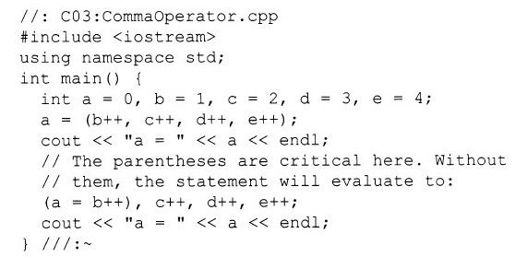 //: C03:CommaOperator.cpp
#include <iostream>
using namespace std;
int main() {
  int a = 0, b = 1, c = 2, d = 3, e = 4;
  a = (b++, c++, d++, e++);
  cout << "a = " << a << endl;
  // The parentheses are critical here. Without
  // them, the statement will evaluate to:
  (a = b++), c++, d++, e++;
  cout << "a = " << a << endl;
} ///:~